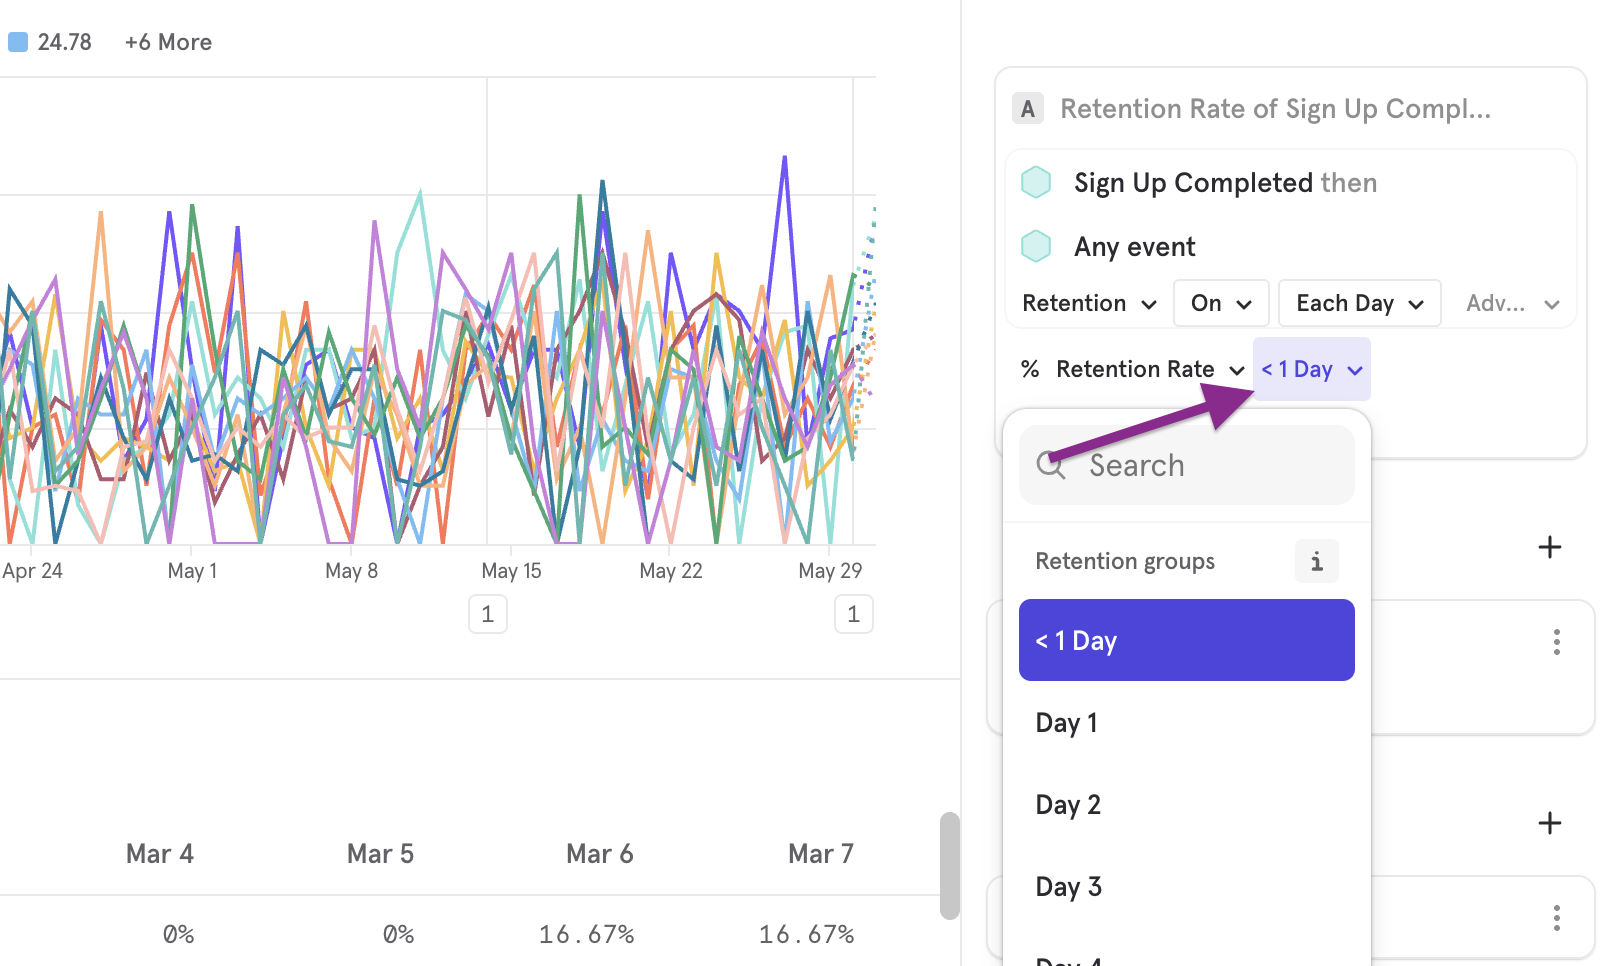 24.78 +6 More
Apr 24 May 1 May 8 May 15 May 22 May 29
1 1
Mar 4 Mar 5 Mar 6 Mar 7
0% 0% 16.67% 16.67%
A Retention Rate of Sign Up Compl...
Sign Up Completed then
Any event
Retention On Each Day Adv...
% Retention Rate < 1 Day
Search
Retention groups i
< 1 Day
Day 1
Day 2
Day 3
Day 4